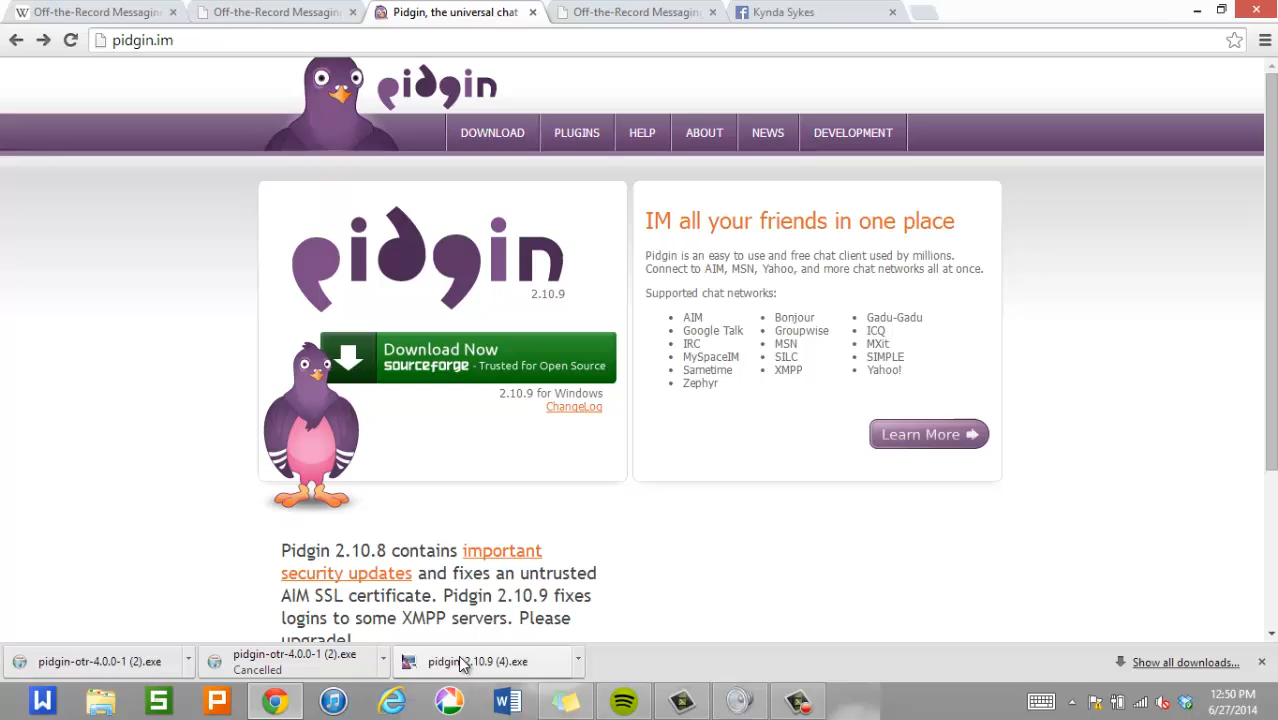 Off-the-Record Messaging
Off-the-Record Messaging
Pidgin, the universal chat
Off-the-Record Messaging
Kynda Sykes
pidgin.im
pidgin
DOWNLOAD
PLUGINS
HELP
ABOUT
NEWS
DEVELOPMENT
pidgin
2.10.9
Download Now
sourceforge - Trusted for Open Source
2.10.9 for Windows
ChangeLog
IM all your friends in one place
Pidgin is an easy to use and free chat client used by millions.
Connect to AIM, MSN, Yahoo, and more chat networks all at once.
Supported chat networks:
AIM
Google Talk
IRC
MySpaceIM
Sametime
Zephyr
Bonjour
Groupwise
MSN
SILC
XMPP
Gadu-Gadu
ICQ
MXit
SIMPLE
Yahoo!
Learn More
Pidgin 2.10.8 contains important
security updates and fixes an untrusted
AIM SSL certificate. Pidgin 2.10.9 fixes
logins to some XMPP servers. Please
upgrade!
pidgin-otr-4.0.0-1 (2).exe
pidgin-otr-4.0.0-1 (2).exe
Cancelled
pidgin-2.10.9 (4).exe
Show all downloads...
12:50 PM
6/27/2014